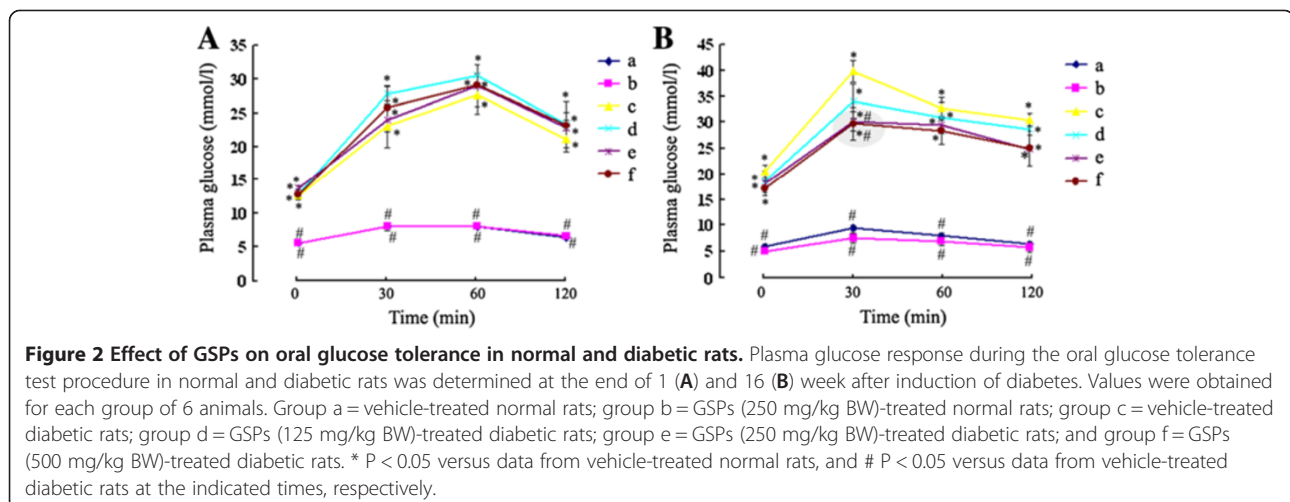 A
B
Plasma glucose (mmol/l)
35
30
25
20
15
10
5
0
0
30
60
120
Time (min)
a
b
c
d
e
f
Plasma glucose (mmol/l)
45
40
35
30
25
20
15
10
5
0
0
30
60
120
Time (min)
a
b
c
d
e
f
Figure 2 Effect of GSPs on oral glucose tolerance in normal and diabetic rats. Plasma glucose response during the oral glucose tolerance
test procedure in normal and diabetic rats was determined at the end of 1 (A) and 16 (B) week after induction of diabetes. Values were obtained
for each group of 6 animals. Group a = vehicle-treated normal rats; group b = GSPs (250 mg/kg BW)-treated normal rats; group c = vehicle-treated
diabetic rats; group d = GSPs (125 mg/kg BW)-treated diabetic rats; group e = GSPs (250 mg/kg BW)-treated diabetic rats; and group f = GSPs
(500 mg/kg BW)-treated diabetic rats. * P < 0.05 versus data from vehicle-treated normal rats, and # P < 0.05 versus data from vehicle-treated
diabetic rats at the indicated times, respectively.